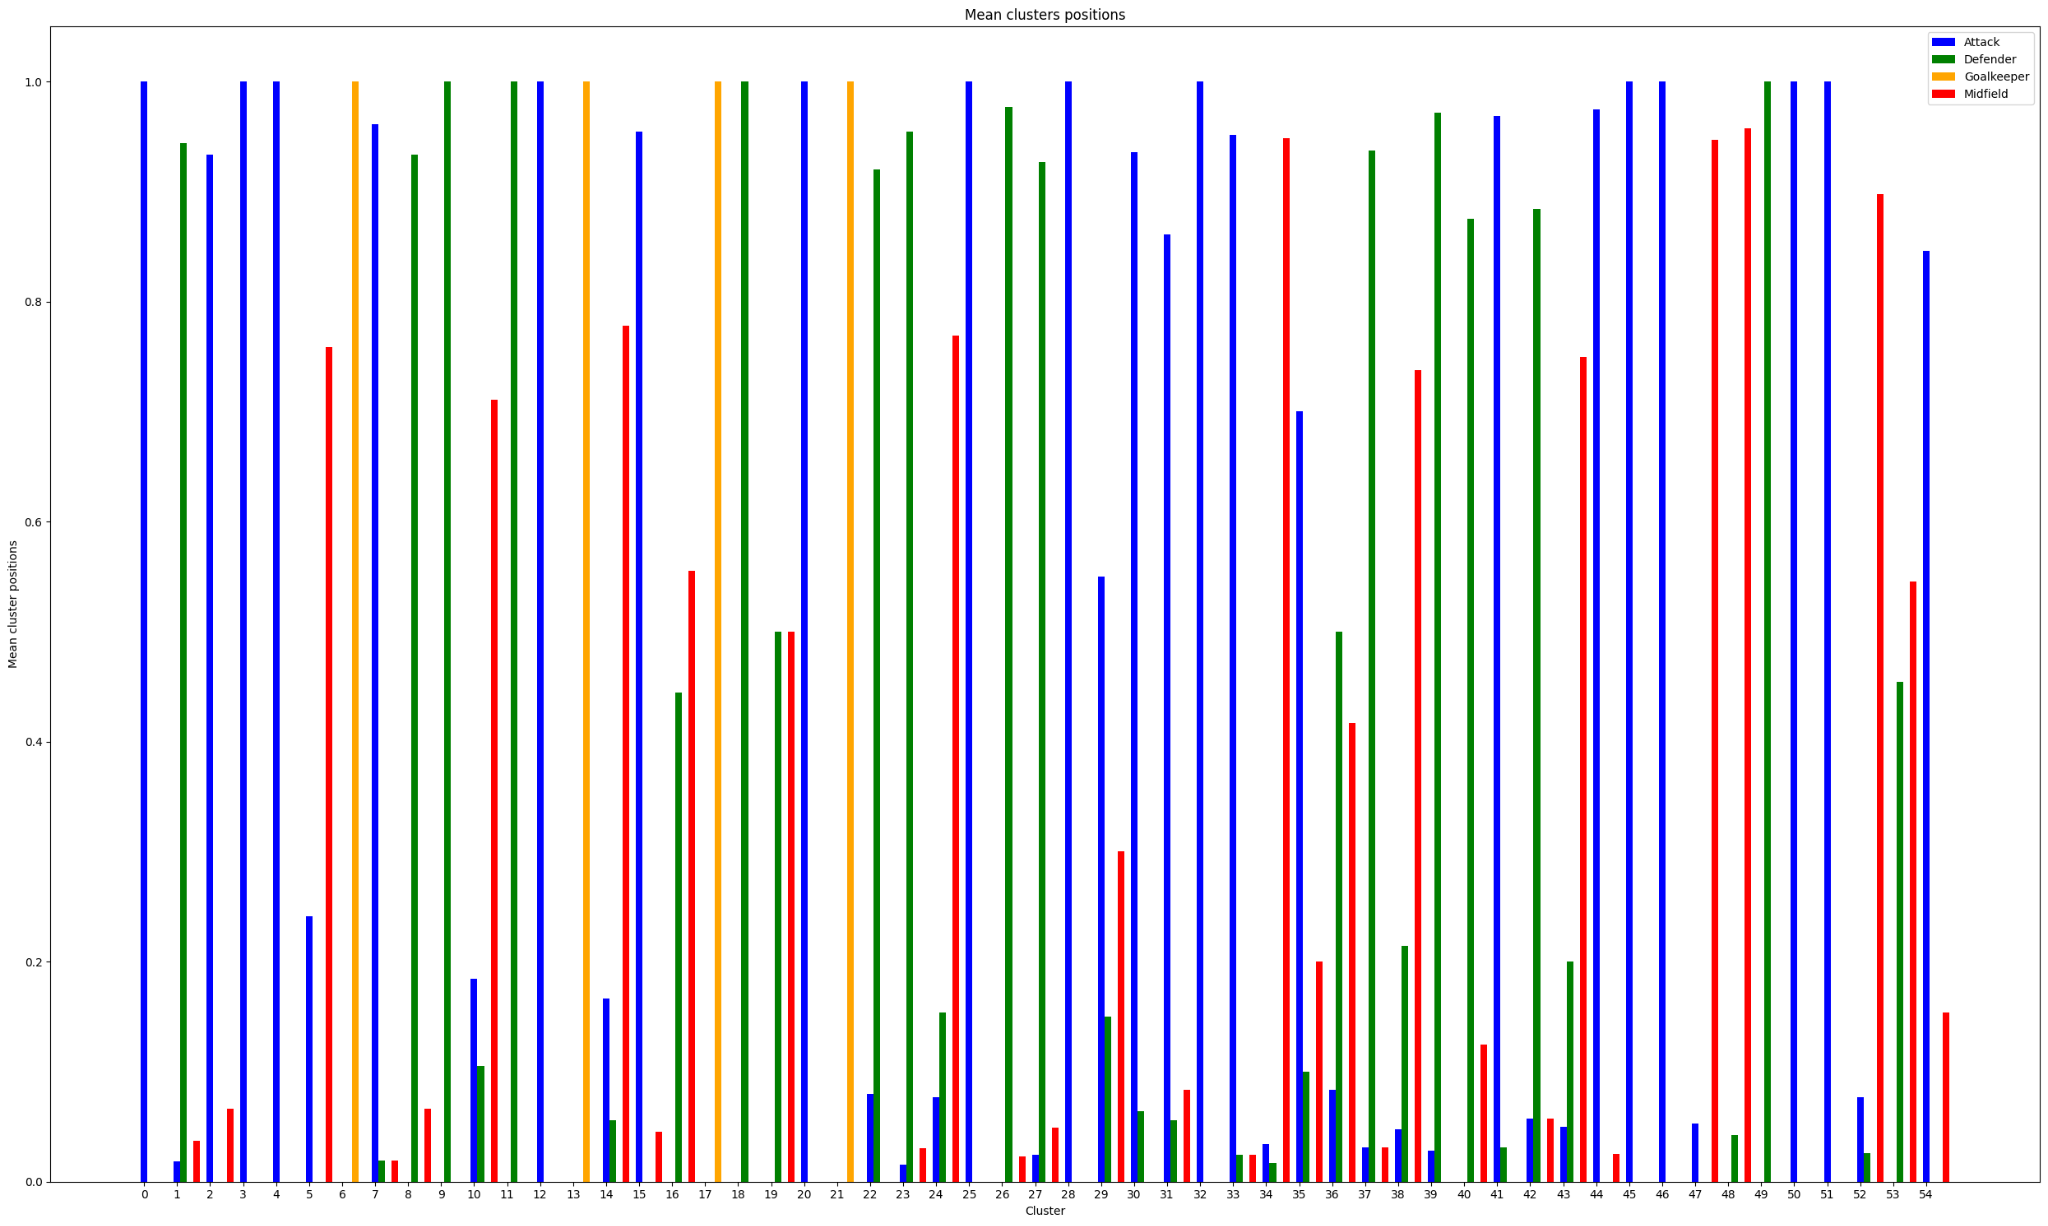 Mean clusters positions
Attack
Defender
Goalkeeper
Midfield
1.0
0.8
0.6
0.4
0.2
0.0
Mean cluster positions
0 1 2 3 4 5 6 7 8 9 10 11 12 13 14 15 16 17 18 19 20 21 22 23 24 25 26 27 28 29 30 31 32 33 34 35 36 37 38 39 40 41 42 43 44 45 46 47 48 49 50 51 52 53 54
Cluster